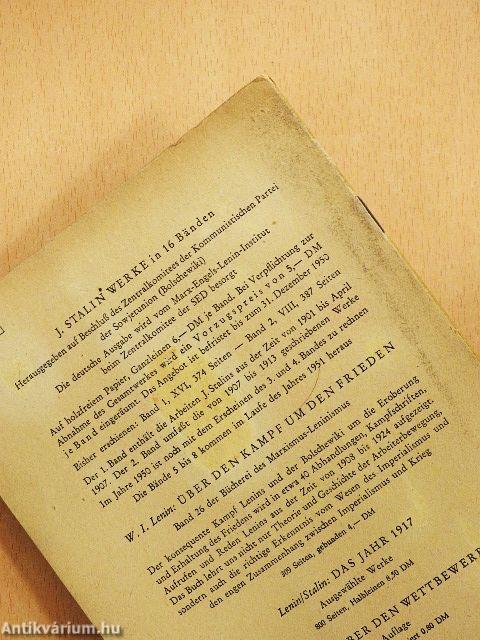 J. STALIN WERKE in 16 Bänden
Herausgegeben auf Beschluß des Zentralkomitees der Kommunistischen Partei
der Sowjetunion (Bolschewiki)
Die deutsche Ausgabe wird vom Marx-Engels-Lenin-Institut
beim Zentralkomitee der SED besorgt
Auf holzfreiem Papier. Ganzleinen 6,— DM je Band. Bei Verpflichtung zur
Abnahme des Gesamtwerkes wird ein Vorzugspreis von 5,— DM
je Band eingeräumt. Das Angebot ist befristet bis zum 31. Dezember 1950
Bisher erschienen: Band 1, XVI, 374 Seiten — Band 2, VIII, 387 Seiten
Der 1. Band enthält die Arbeiten J. Stalins aus der Zeit von 1901 bis April
1907. Der 2. Band umfaßt die von 1907 bis 1913 geschriebenen Werke
Im Jahre 1950 ist noch mit dem Erscheinen des 3. und 4. Bandes zu rechnen
Die Bände 5 bis 8 kommen im Laufe des Jahres 1951 heraus
W. I. Lenin: ÜBER DEN KAMPF UM DEN FRIEDEN
Band 26 der Bücherei des Marxismus-Leninismus
Der konsequente Kampf Lenins und der Bolschewiki um die Eroberung
und Erhaltung des Friedens wird in etwa 40 Abhandlungen, Kampfschriften,
Aufrufen und Reden Lenins aus der Zeit von 1908 bis 1924 aufgezeigt.
Das Buch lehrt uns nicht nur Theorie und Geschichte der Arbeiterbewegung,
sondern auch die richtige Erkenntnis vom Wesen des Imperialismus und
den engen Zusammenhang zwischen Imperialismus und Krieg
209 Seiten, gebunden 4,— DM
Lenin/Stalin: DAS JAHR 1917
Ausgewählte Werke
800 Seiten, Halbleinen 8,50 DM
BER DEN WETTBEWERB
Auflage
0,80 DM
Antikvárium.hu